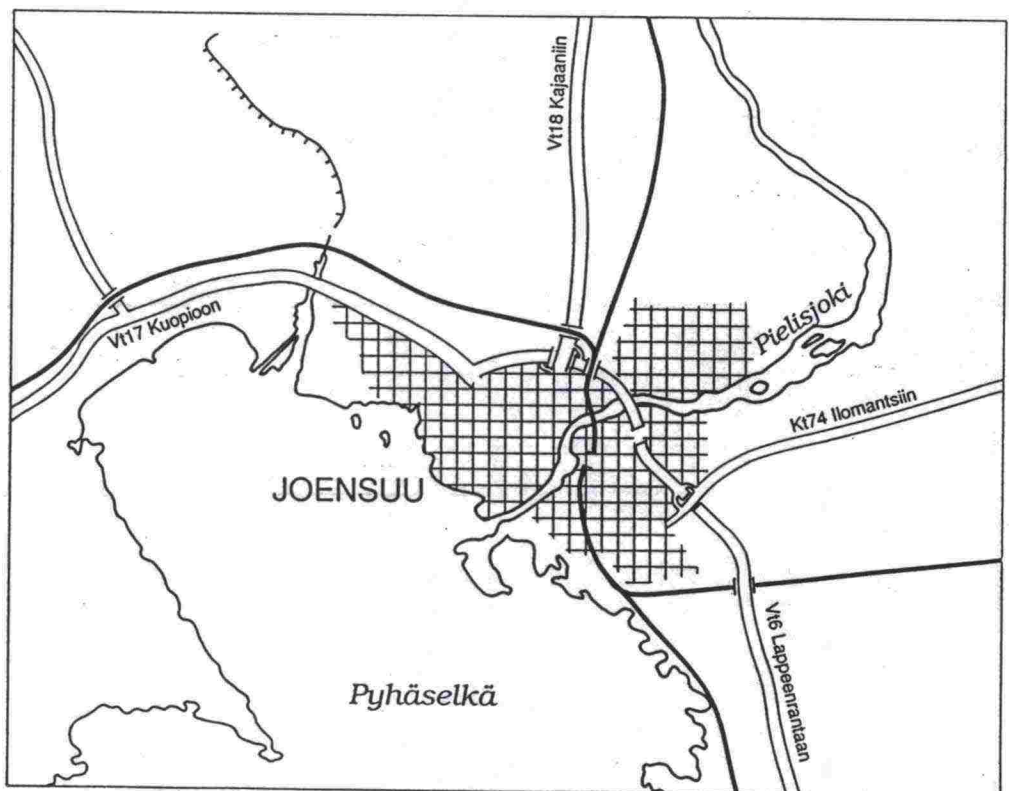 Vt18 Kajaaniin
Vt17 Kuopioon
Pielisjoki
Kt74 Ilomantsiin
JOENSUU
Vt6 Lappeenrantaan
Pyhäselkä